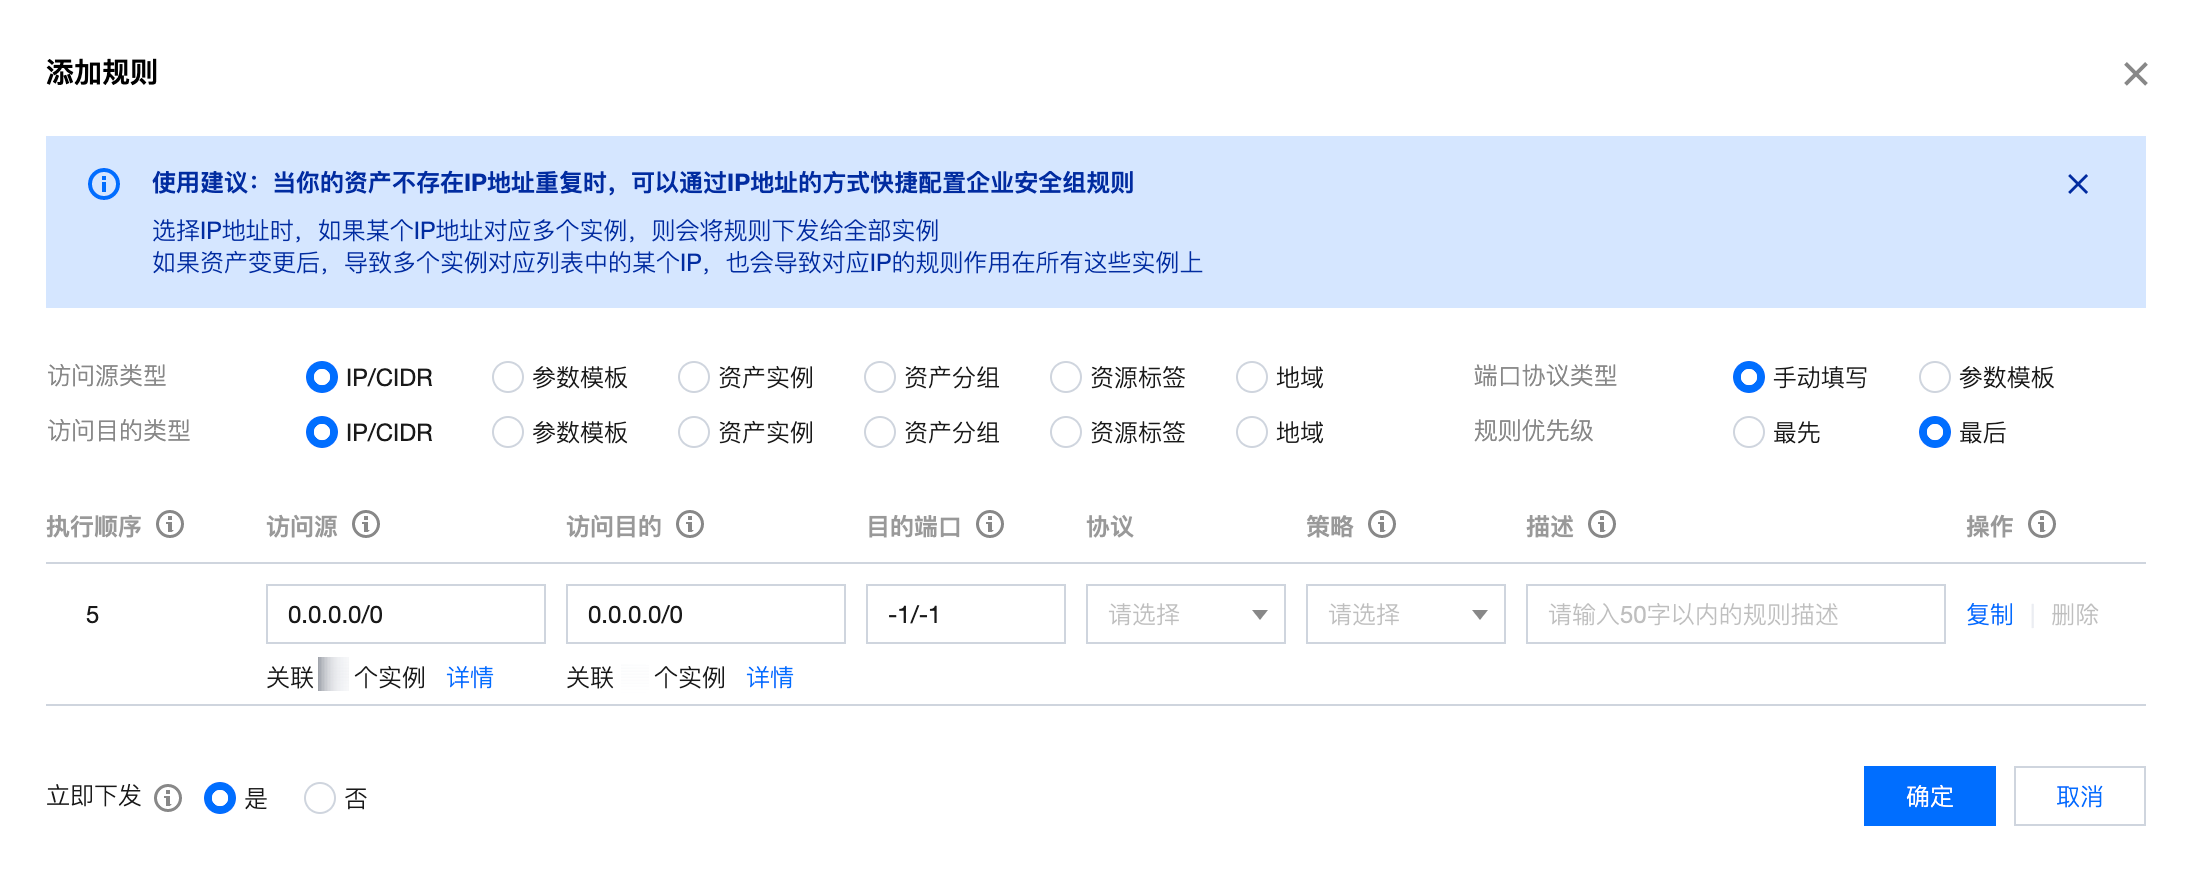 添加规则
使用建议：当你的资产不存在IP地址重复时，可以通过IP地址的方式快捷配置企业安全组规则
选择IP地址时，如果某个IP地址对应多个实例，则会将规则下发给全部实例
如果资产变更后，导致多个实例对应列表中的某个IP，也会导致对应IP的规则作用在所有这些实例上
访问源类型 IP/CIDR 参数模板 资产实例 资产分组 资源标签 地域 端口协议类型 手动填写 参数模板
访问目的类型 IP/CIDR 参数模板 资产实例 资产分组 资源标签 地域 规则优先级 最先 最后
执行顺序 访问源 访问目的 目的端口 协议 策略 描述 操作
5 0.0.0.0/0 0.0.0.0/0 -1/-1 请选择 请选择 请输入50字以内的规则描述 复制 删除
关联 个实例 详情 关联 个实例 详情
立即下发 是 否 确定 取消